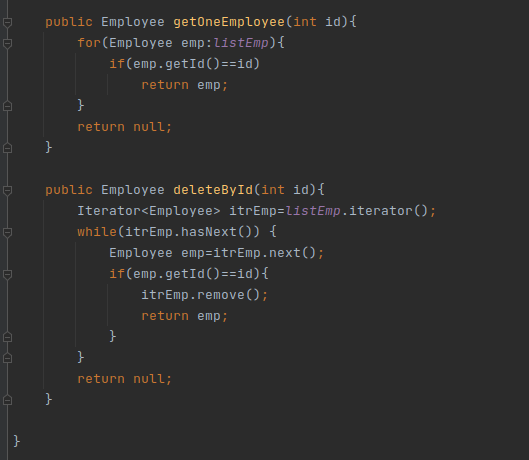 public Employee getOneEmployee(int id){
for(Employee emp:listEmp){
if(emp.getId()==id)
return emp;
}
return null;
}
public Employee deleteById(int id){
Iterator<Employee> itrEmp=listEmp.iterator();
while(itrEmp.hasNext()) {
Employee emp=itrEmp.next();
if(emp.getId()==id){
itrEmp.remove();
return emp;
}
}
return null;
}
}